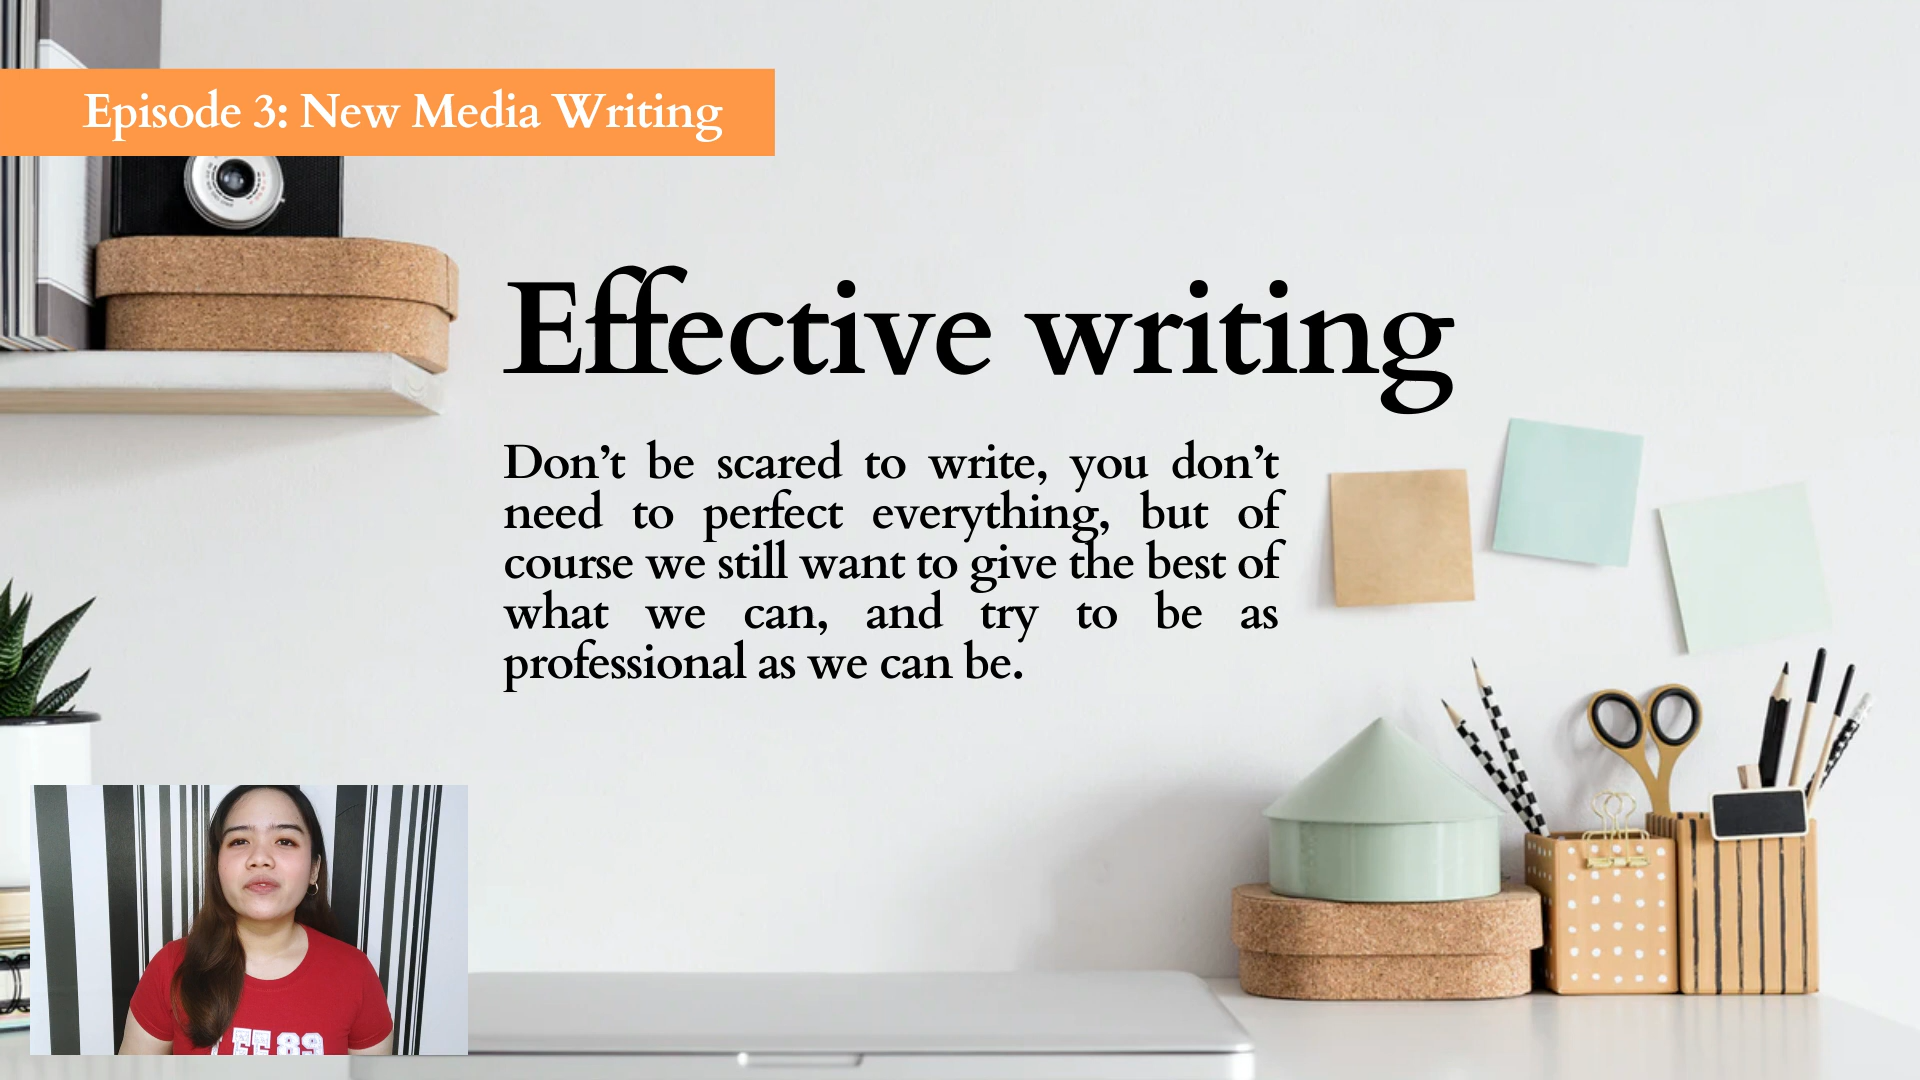 Episode 3: New Media Writing
Effective writing
Don’t be scared to write, you don’t
need to perfect everything, but of
course we still want to give the best of
what we can, and try to be as
professional as we can be.